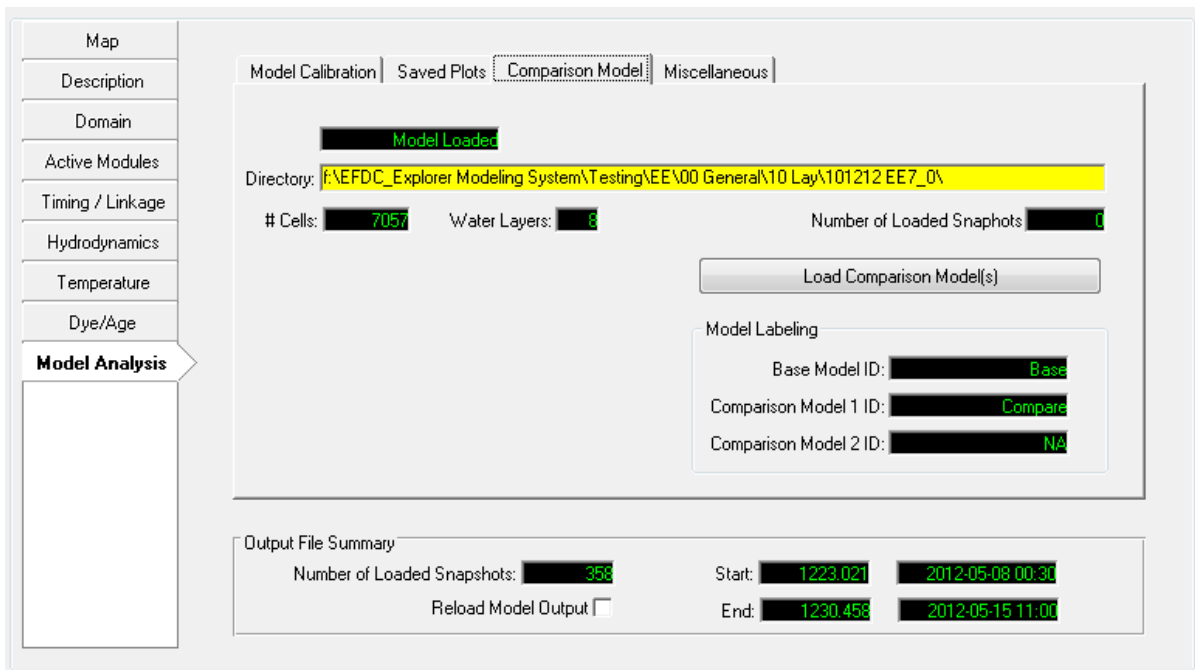 Map
Description
Domain
Active Modules
Timing / Linkage
Hydrodynamics
Temperature
Dye/Age
Model Analysis
Model Calibration Saved Plots Comparison Model Miscellaneous
Model Loaded
Directory: f:\EFDC_Explorer Modeling System\Testing\EE\00 General\10 Lay\101212 EE7_0\
# Cells: 7057 Water Layers: 8 Number of Loaded Snaphots 0
Load Comparison Model(s)
Model Labeling
Base Model ID: Base
Comparison Model 1 ID: Compare
Comparison Model 2 ID: NA
Output File Summary
Number of Loaded Snapshots: 358 Start: 1223.021 2012-05-08 00:30
Reload Model Output End: 1230.458 2012-05-15 11:00